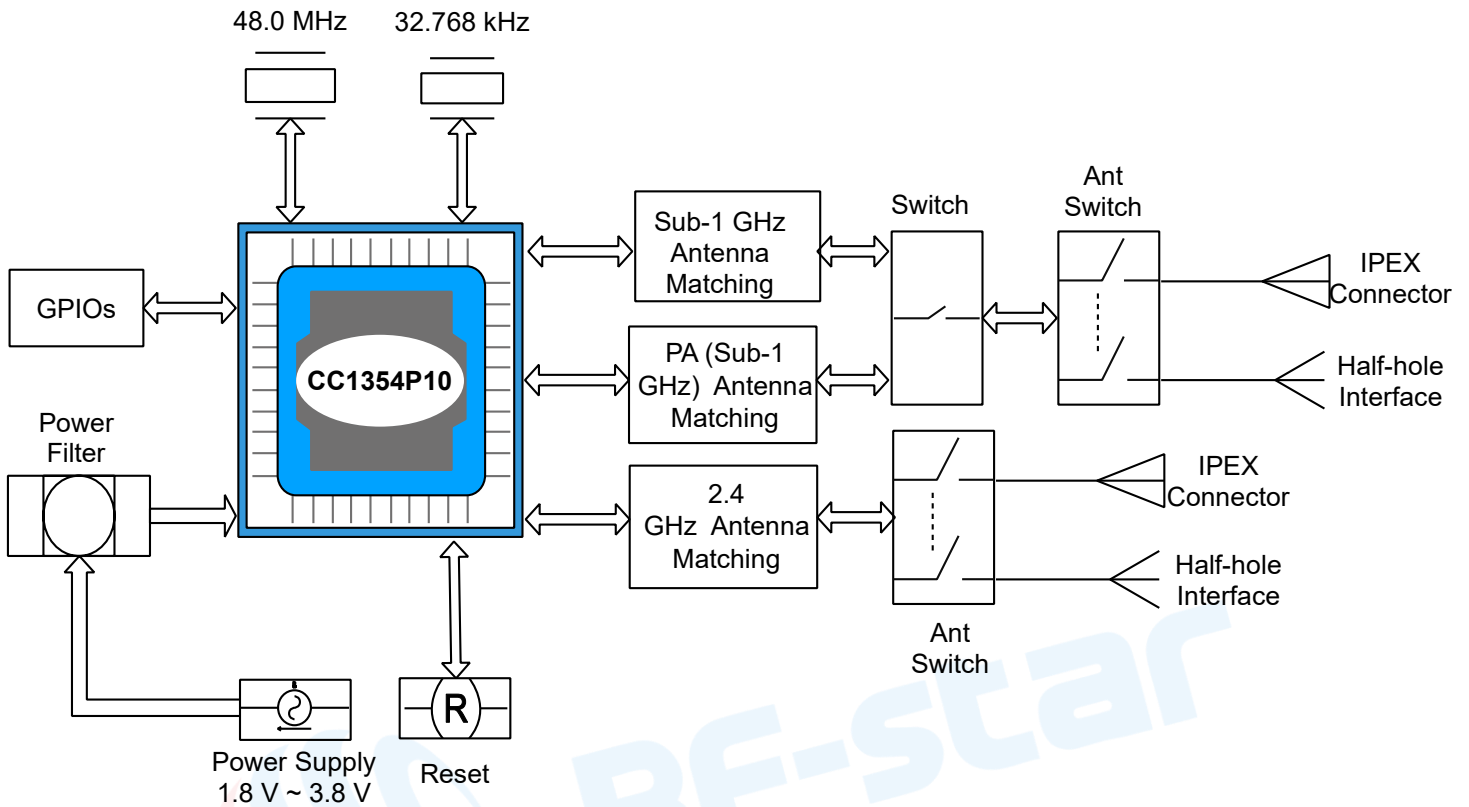 48.0 MHz
32.768 kHz
Sub-1 GHz
Antenna
Matching
Switch
Ant
Switch
IPEX
Connector
GPIOs
CC1354P10
PA (Sub-1
GHz) Antenna
Matching
Half-hole
Interface
Power
Filter
2.4
GHz Antenna
Matching
IPEX
Connector
Half-hole
Interface
Ant
Switch
R
Power Supply
1.8 V ~ 3.8 V
Reset
RF-star